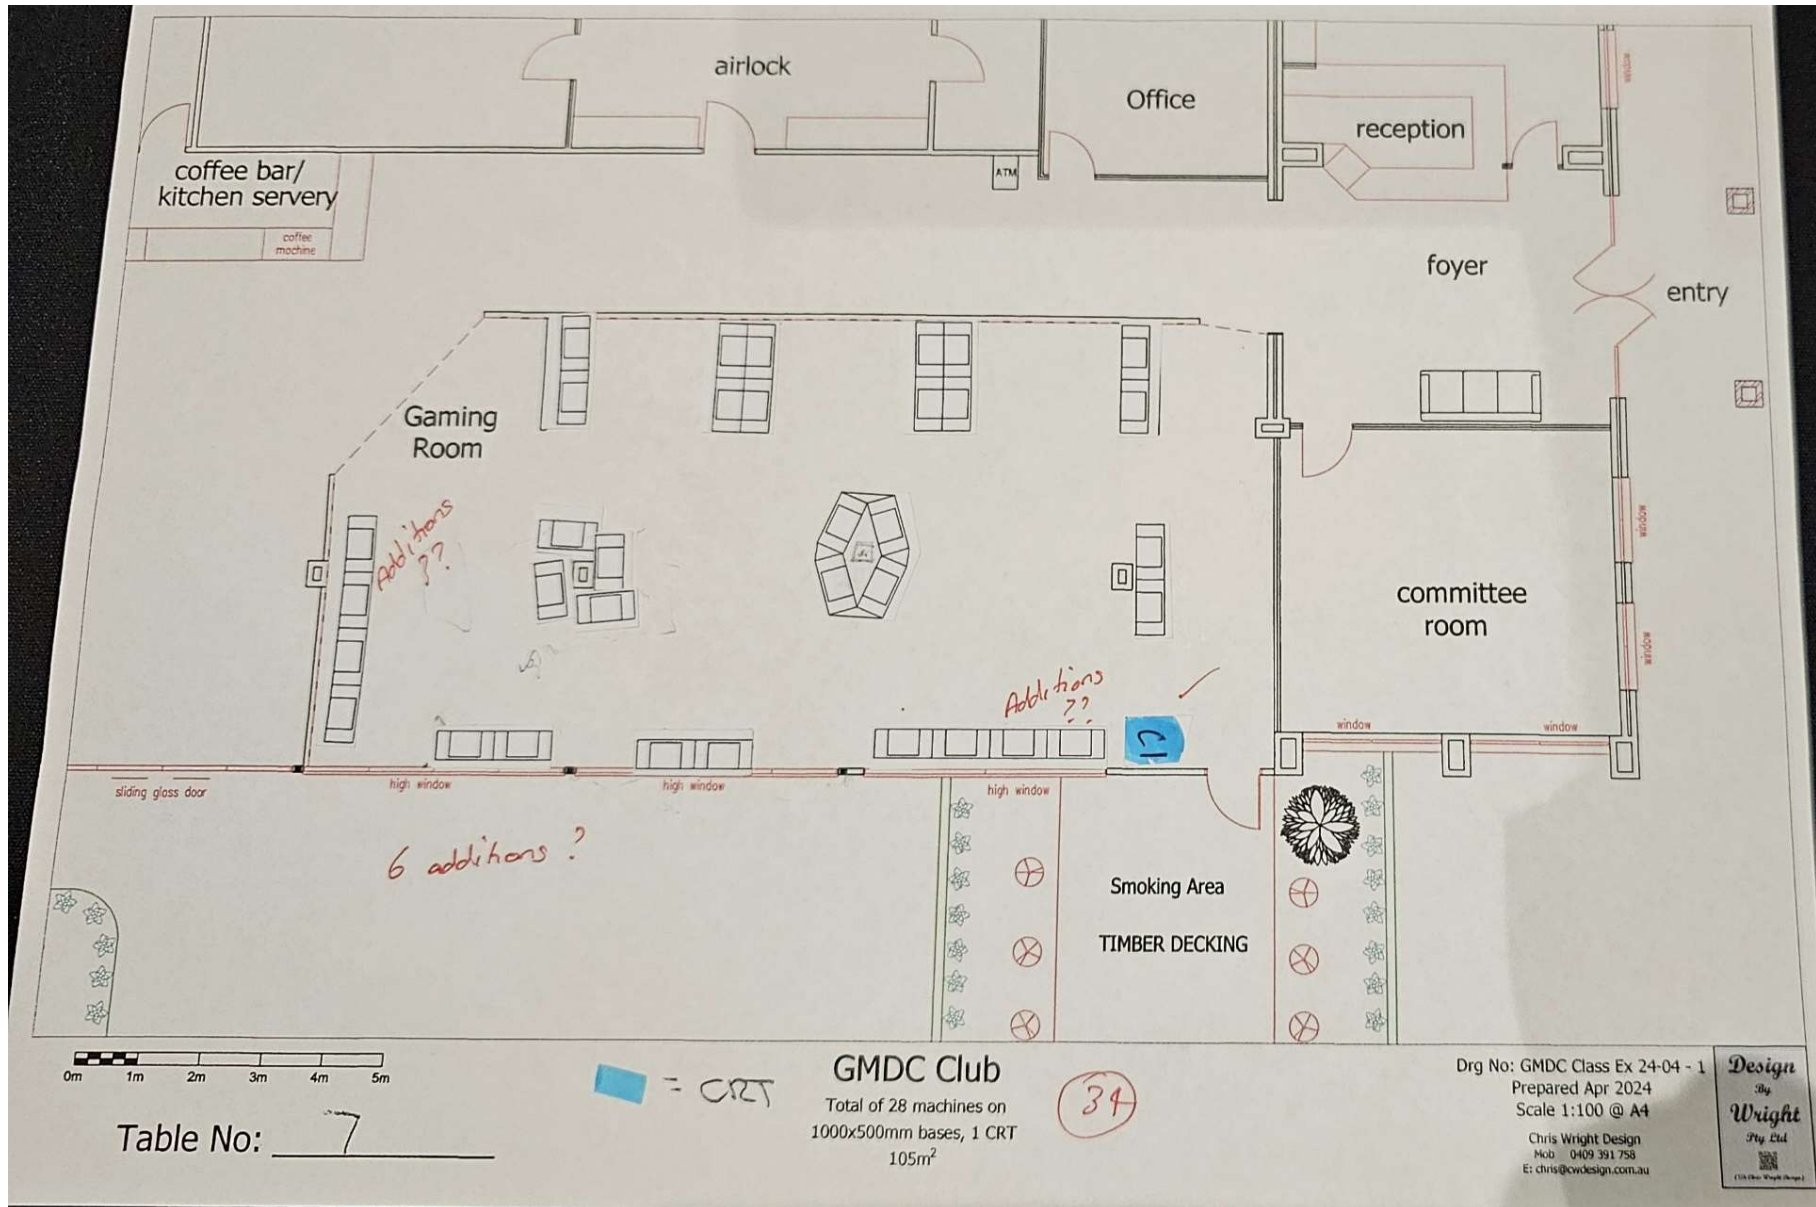 airlock
Office
reception
window
coffee bar/
kitchen servery
ATM
coffee
machine
foyer
entry
Gaming
Room
Additions
??
window
committee
room
window
Additions
??
C1
window
window
sliding glass door
high window
high window
high window
6 additions ?
Smoking Area
TIMBER DECKING
0m 1m 2m 3m 4m 5m
Table No: 7
= CRT
GMDC Club
Total of 28 machines on
1000x500mm bases, 1 CRT
105m²
34
Drg No: GMDC Class Ex 24-04 - 1
Prepared Apr 2024
Scale 1:100 @ A4
Chris Wright Design
Mob 0409 391 758
E: chris@cwdesign.com.au
Design
By
Wright
Pty Ltd